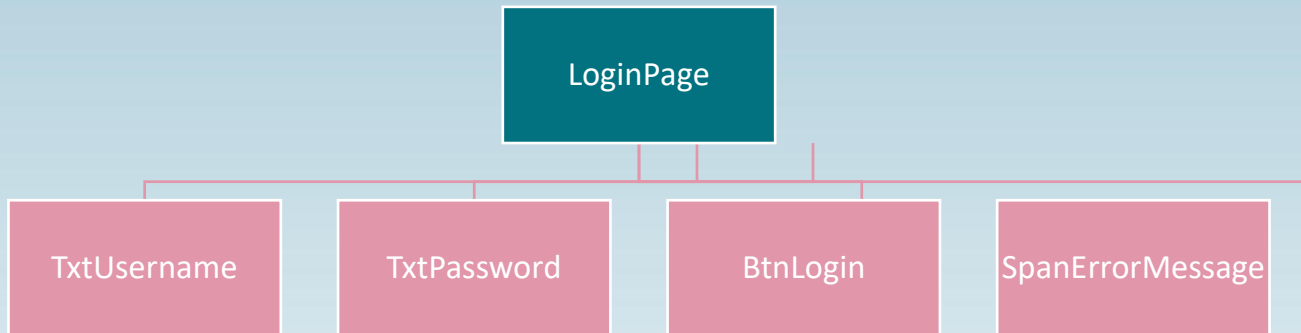 LoginPage
TxtUsername
TxtPassword
BtnLogin
SpanErrorMessage